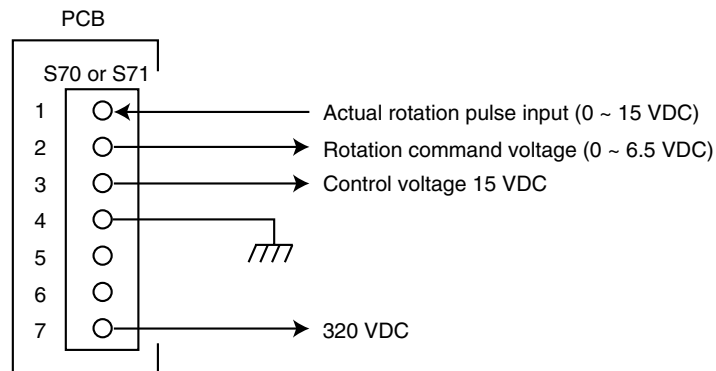 PCB
S70 or S71
1 Actual rotation pulse input (0 ~ 15 VDC)
2 Rotation command voltage (0 ~ 6.5 VDC)
3 Control voltage 15 VDC
4
5
6
7 320 VDC